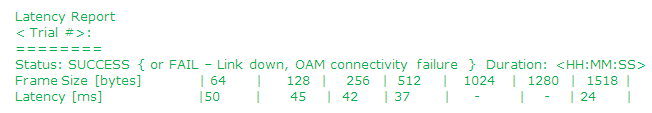 Latency Report
< Trial #>:
========
Status: SUCCESS { or FAIL – Link down, OAM connectivity failure } Duration: <HH:MM:SS>
Frame Size [bytes] | 64 | 128 | 256 | 512 | 1024 | 1280 | 1518 |
Latency [ms] |50 | 45 | 42 | 37 | - | - | 24 |